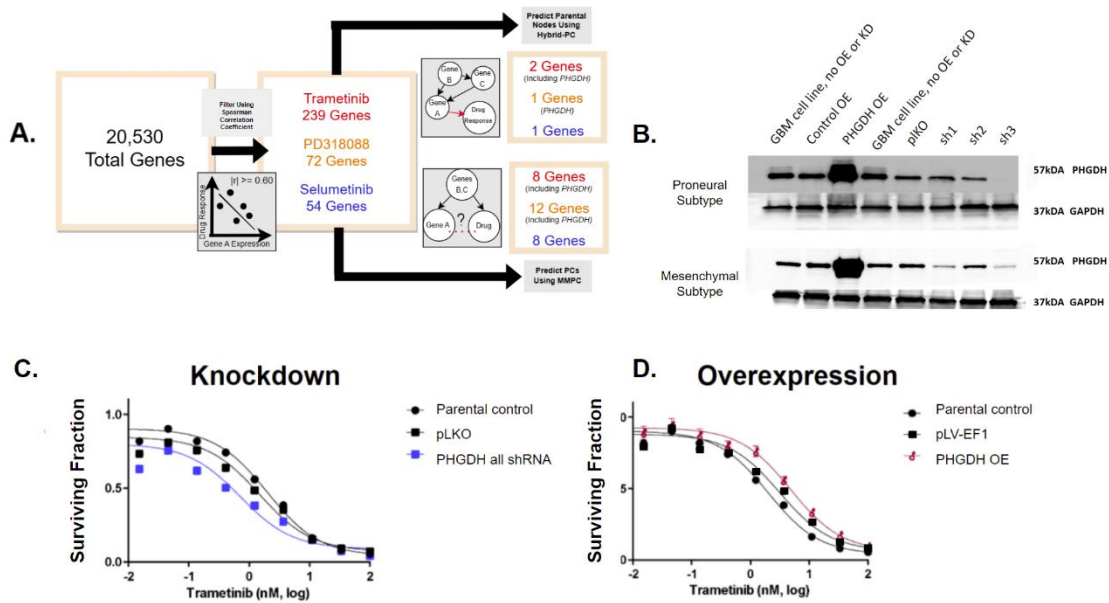 A.
20,530
Total Genes
Filter Using
Spearman
Correlation
Coefficient
|r| >= 0.60
Drug Response
Gene A Expression
Trametinib
239 Genes
PD318088
72 Genes
Selumetinib
54 Genes
Predict Parental
Nodes Using
Hybrid-PC
Gene
B
Gene
C
Gene
A
Drug
Response
2 Genes
(Including PHGDH)
1 Genes
(PHGDH)
1 Genes
Genes
B,C
?
Gene A
Drug
8 Genes
(Including PHGDH)
12 Genes
(Including PHGDH)
8 Genes
Predict PCs
Using MMPC
B.
GBM cell line, no OE or KD
Control OE
PHGDH OE
GBM cell line, no OE or KD
plKO
sh1
sh2
sh3
Proneural
Subtype
57kDA PHGDH
37kDA GAPDH
Mesenchymal
Subtype
57kDA PHGDH
37kDA GAPDH
C.
Knockdown
Surviving Fraction
1.0
0.5
0.0
-2 -1 0 1 2
Trametinib (nM, log)
Parental control
pLKO
PHGDH all shRNA
D.
Overexpression
Surviving Fraction
0
5
0
-2 -1 0 1 2
Trametinib (nM, log)
Parental control
pLV-EF1
PHGDH OE